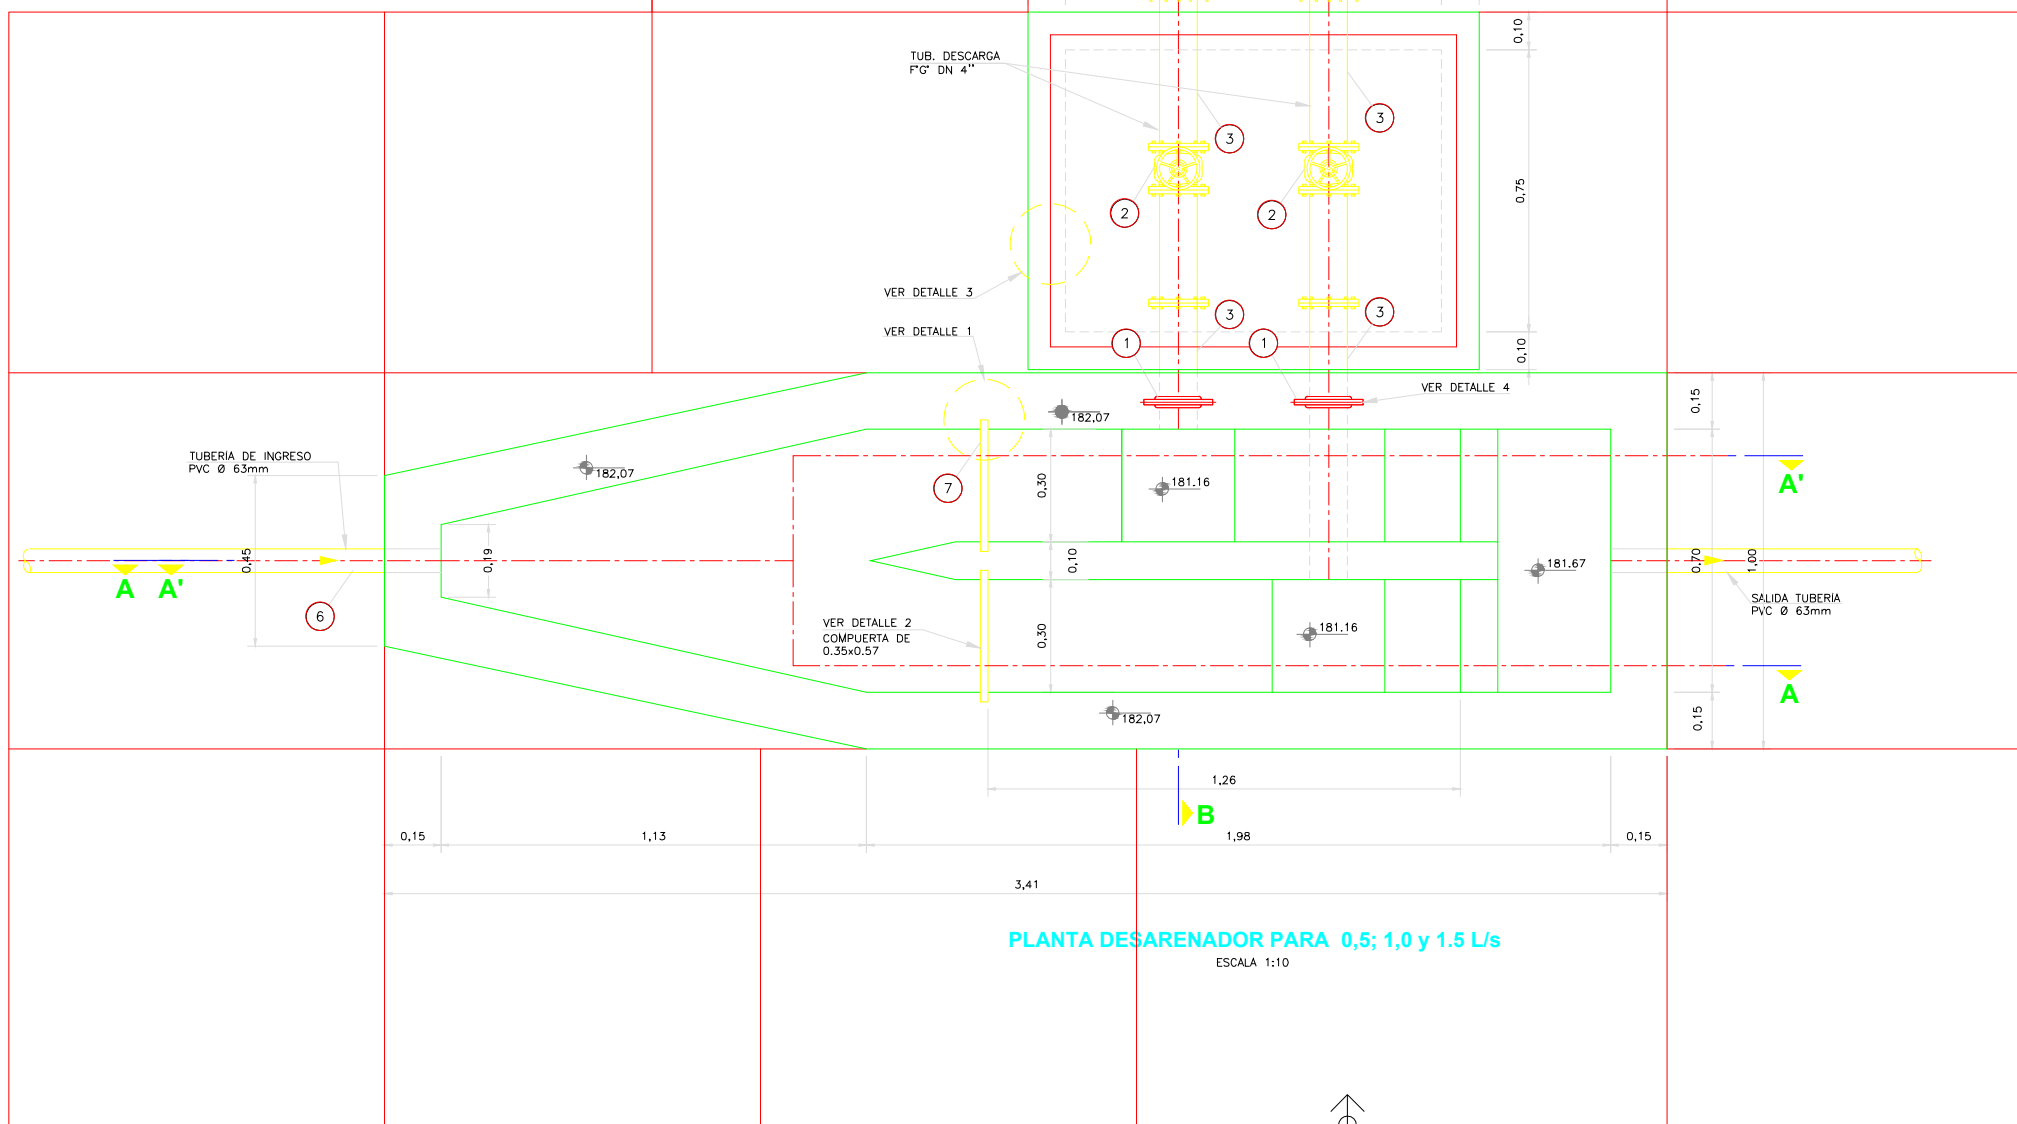 0,10
TUB. DESCARGA
F°G° DN 4''
3
3
0,75
2
2
VER DETALLE 3
3
3
VER DETALLE 1
1
1
0,10
VER DETALLE 4
0,15
182,07
TUBERÍA DE INGRESO
PVC Ø 63mm
182,07
7
0,30
181.16
A'
0,45
0,19
0,10
181.67
0,70
1,00
A
A'
6
SALIDA TUBERÍA
PVC Ø 63mm
VER DETALLE 2
COMPUERTA DE
0.35x0.57
0,30
181.16
A
182,07
0,15
1,26
B
0,15
1,13
1,98
0,15
3,41
PLANTA DESARENADOR PARA 0,5; 1,0 y 1.5 L/s
ESCALA 1:10